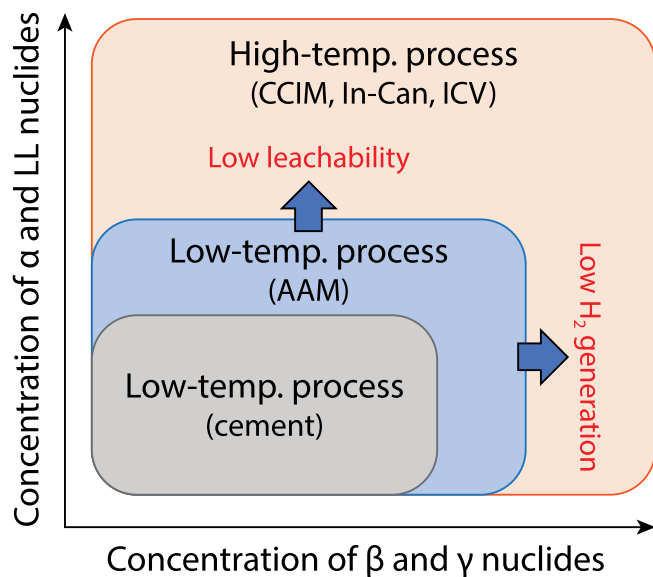 High-temp. process
(CCIM, In-Can, ICV)
Low leachability
Low-temp. process
(AAM)
Low H₂ generation
Low-temp. process
(cement)
Concentration of α and LL nuclides
Concentration of β and γ nuclides